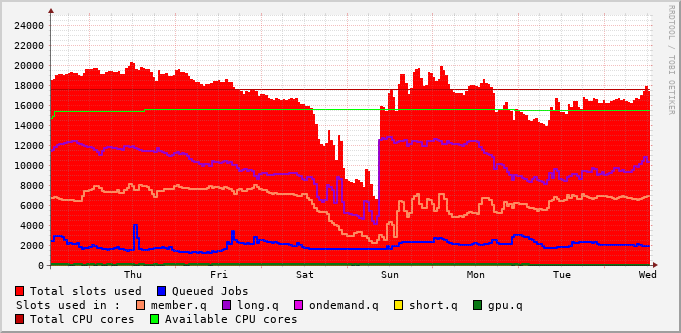 24000
22000
20000
18000
16000
14000
12000
10000
8000
6000
4000
2000
0
Thu Fri Sat Sun Mon Tue Wed
RRDTOOL / TOBI OETIKER
Total slots used Queued Jobs
Slots used in : member.q long.q ondemand.q short.q gpu.q
Total CPU cores Available CPU cores